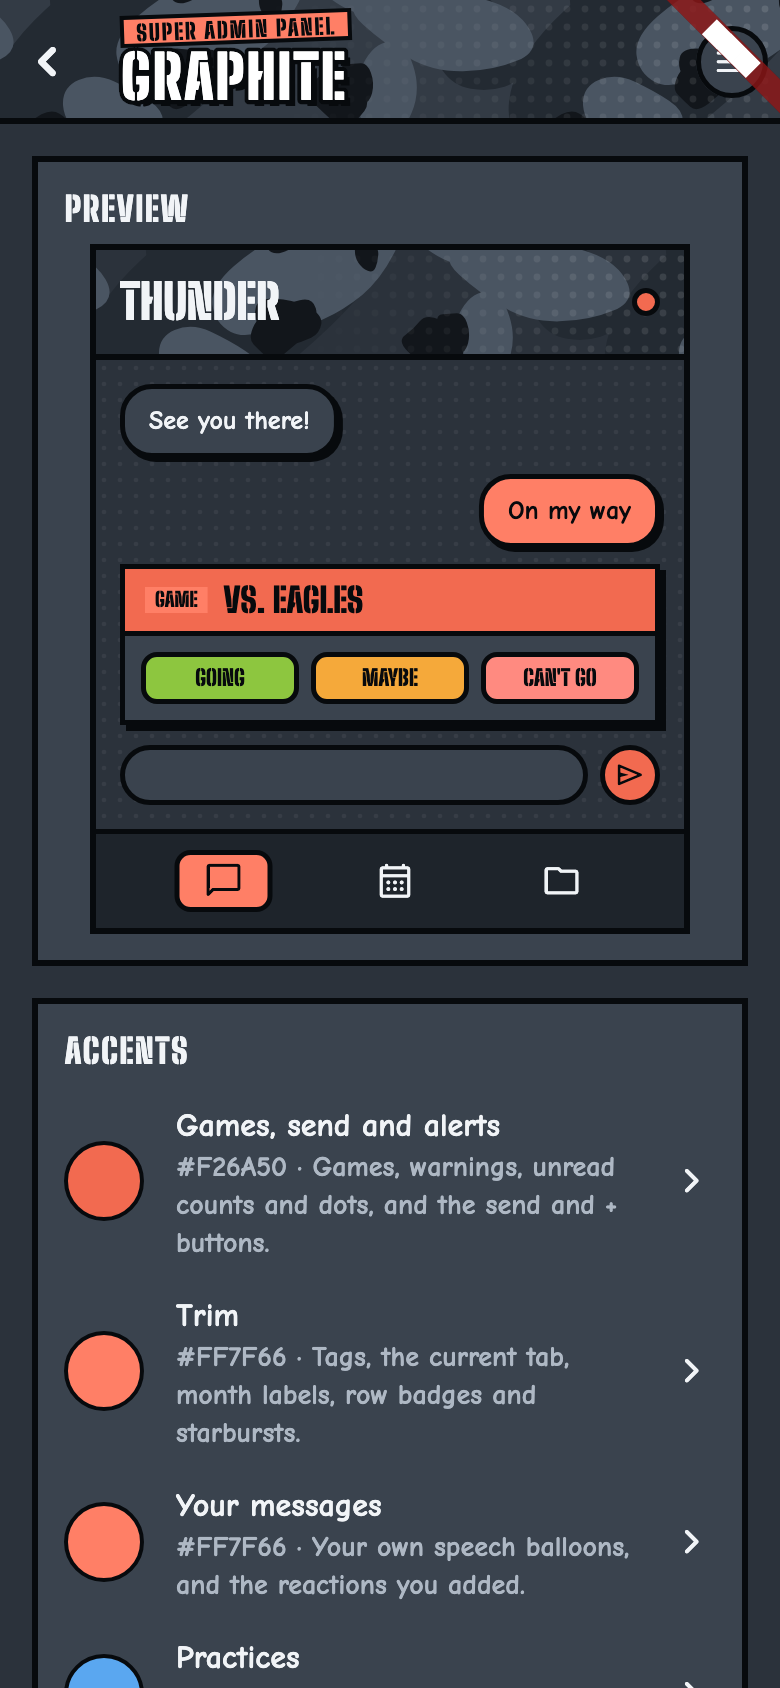 SUPER ADMIN PANEL
GRAPHITE
PREVIEW
THUNDER
See you there!
On my way
GAME VS. EAGLES
GOING MAYBE CAN'T GO
ACCENTS
Games, send and alerts
#F26A50 · Games, warnings, unread
counts and dots, and the send and +
buttons.
Trim
#FF7F66 · Tags, the current tab,
month labels, row badges and
starbursts.
Your messages
#FF7F66 · Your own speech balloons,
and the reactions you added.
Practices